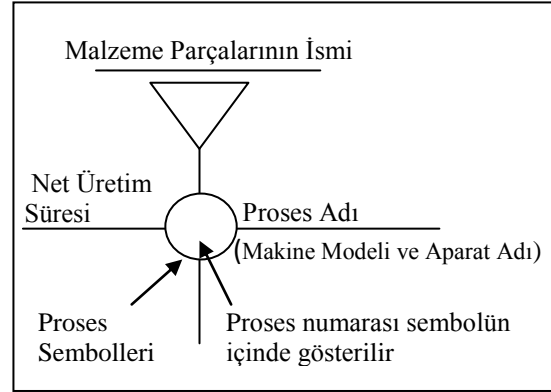 Malzeme Parçalarının İsmi
Net Üretim
Süresi
Proses Adı
(Makine Modeli ve Aparat Adı)
Proses
Sembolleri
Proses numarası sembolün
içinde gösterilir